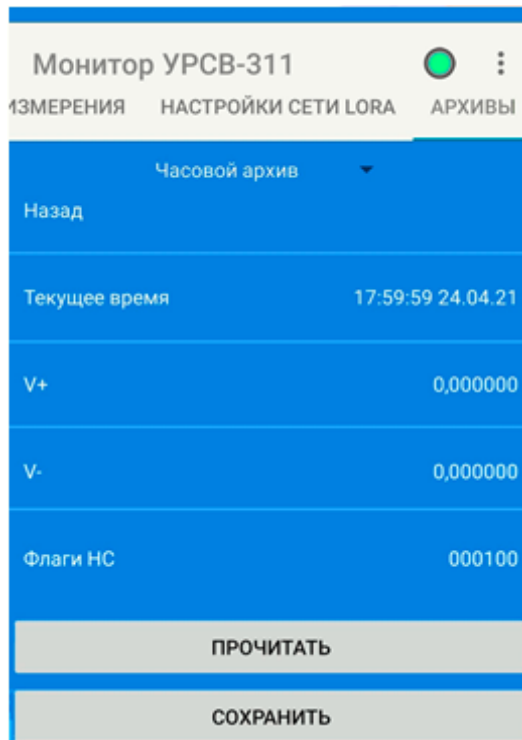 Монитор УРСВ-311
ИЗМЕРЕНИЯ НАСТРОЙКИ СЕТИ LORA АРХИВЫ
Часовой архив
Назад
Текущее время 17:59:59 24.04.21
V+ 0,000000
V- 0,000000
Флаги НС 000100
ПРОЧИТАТЬ
СОХРАНИТЬ